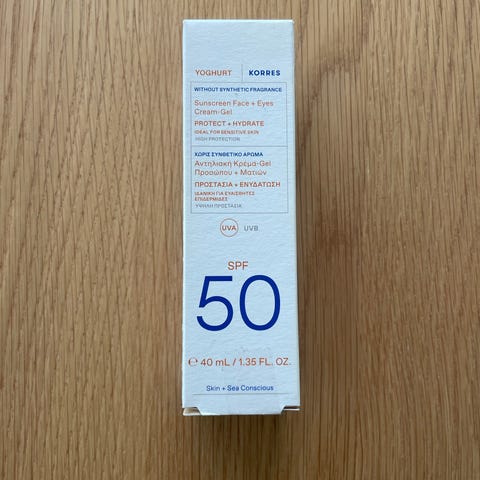 YOGHURT | KORRES
WITHOUT SYNTHETIC FRAGRANCE
Sunscreen Face + Eyes
Cream-Gel
PROTECT + HYDRATE
IDEAL FOR SENSITIVE SKIN
HIGH PROTECTION
ΧΩΡΙΣ ΣΥΝΘΕΤΙΚΟ ΑΡΩΜΑ
Αντηλιακή Κρέμα-Gel
Προσώπου + Ματιών
ΠΡΟΣΤΑΣΙΑ + ΕΝΥΔΑΤΩΣΗ
ΙΔΑΝΙΚΗ ΓΙΑ ΕΥΑΙΣΘΗΤΕΣ
ΕΠΙΔΕΡΜΙΔΕΣ
ΥΨΗΛΗ ΠΡΟΣΤΑΣΙΑ
UVA UVB
SPF
50
℮ 40 mL / 1.35 FL. OZ.
Skin + Sea Conscious